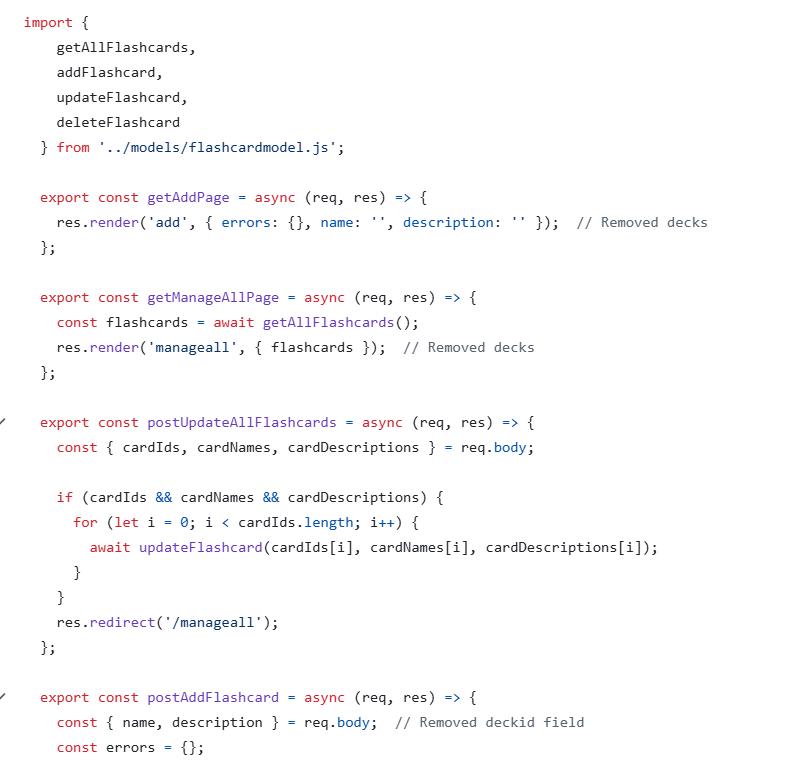 import {
getAllFlashcards,
addFlashcard,
updateFlashcard,
deleteFlashcard
} from '../models/flashcardmodel.js';
export const getAddPage = async (req, res) => {
res.render('add', { errors: {}, name: '', description: '' });  // Removed decks
};
export const getManageAllPage = async (req, res) => {
const flashcards = await getAllFlashcards();
res.render('manageall', { flashcards });  // Removed decks
};
export const postUpdateAllFlashcards = async (req, res) => {
const { cardIds, cardNames, cardDescriptions } = req.body;
if (cardIds && cardNames && cardDescriptions) {
for (let i = 0; i < cardIds.length; i++) {
await updateFlashcard(cardIds[i], cardNames[i], cardDescriptions[i]);
}
}
res.redirect('/manageall');
};
export const postAddFlashcard = async (req, res) => {
const { name, description } = req.body;  // Removed deckid field
const errors = {};